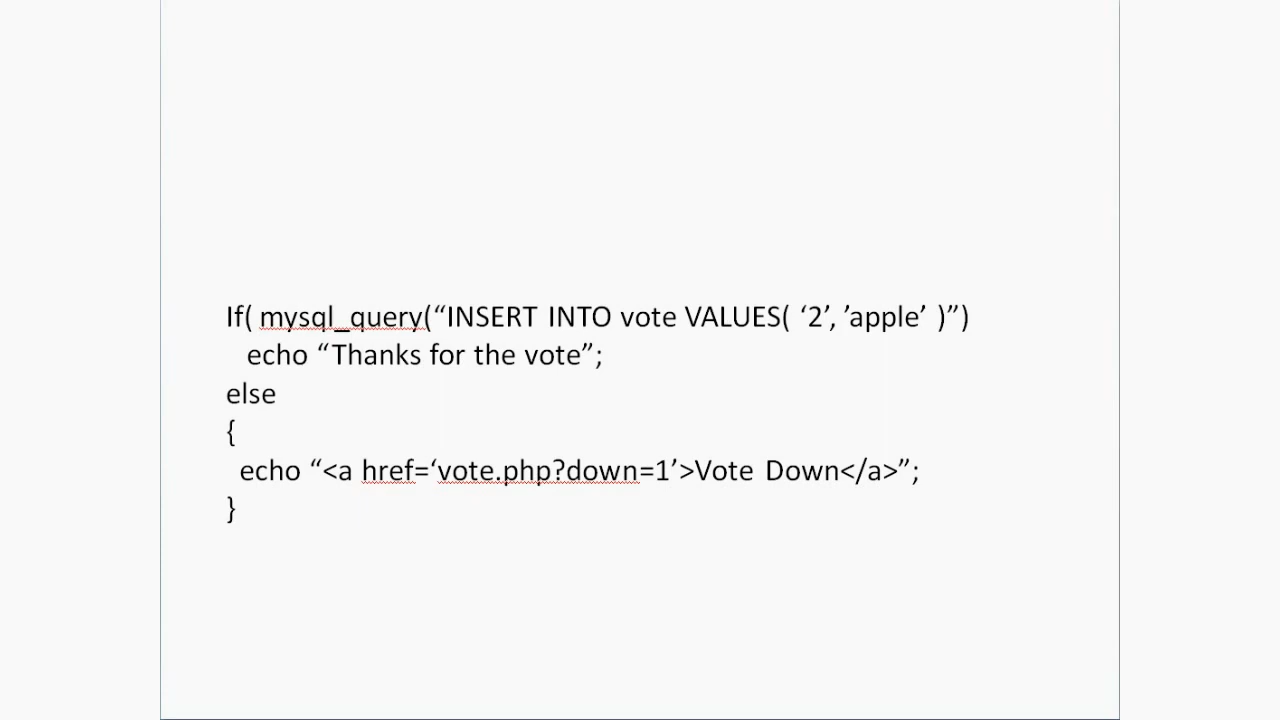 If( mysql_query(“INSERT INTO vote VALUES( ‘2’, ’apple’ )”)
echo “Thanks for the vote”;
else
{
echo “<a href=‘vote.php?down=1’>Vote Down</a>”;
}